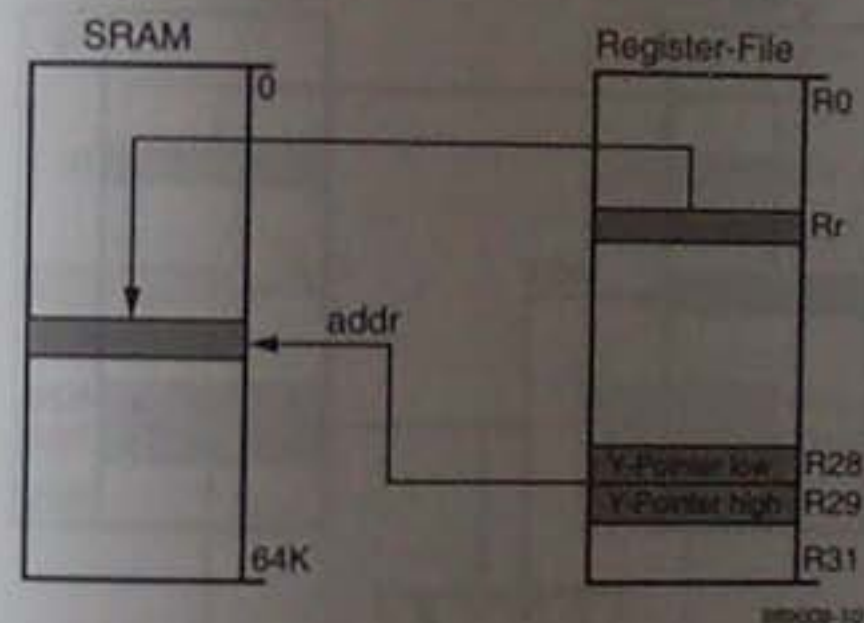 SRAM
Register-File
0
R0
Rr
addr
Y-Pointer low
R28
Y-Pointer high
R29
64K
R31